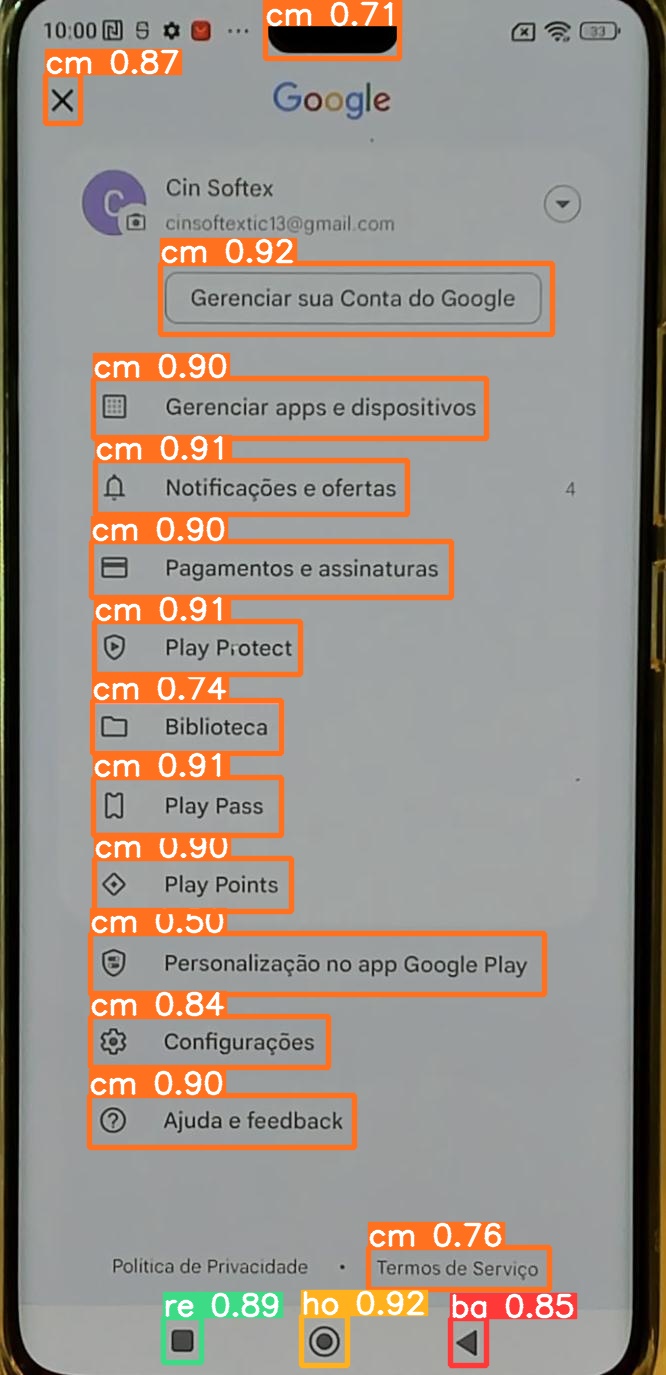 cm 0.71
10:00 ... 33
cm 0.87
Google
C
Cin Softex
cinsoftextic13@gmail.com
cm 0.92
Gerenciar sua Conta do Google
cm 0.90
Gerenciar apps e dispositivos
cm 0.91
Notificações e ofertas 4
cm 0.90
Pagamentos e assinaturas
cm 0.91
Play Protect
cm 0.74
Biblioteca
cm 0.91
Play Pass
cm 0.90
Play Points
cm 0.50
Personalização no app Google Play
cm 0.84
Configurações
cm 0.90
Ajuda e feedback
cm 0.76
Política de Privacidade • Termos de Serviço
re 0.89 ho 0.92 ba 0.85